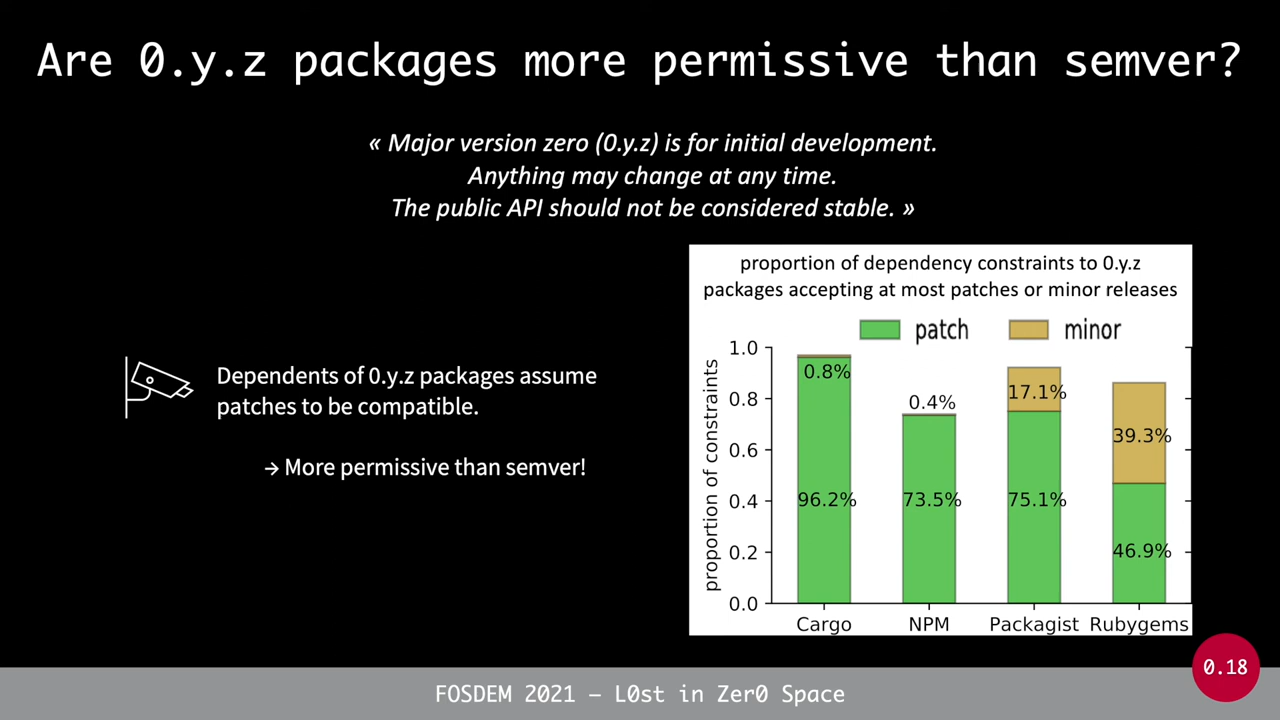 Are 0.y.z packages more permissive than semver?
« Major version zero (0.y.z) is for initial development.
Anything may change at any time.
The public API should not be considered stable. »
Dependents of 0.y.z packages assume
patches to be compatible.
→ More permissive than semver!
proportion of dependency constraints to 0.y.z
packages accepting at most patches or minor releases
patch minor
proportion of constraints
1.0
0.8
0.6
0.4
0.2
0.0
0.8%
96.2%
0.4%
73.5%
17.1%
75.1%
39.3%
46.9%
Cargo NPM Packagist Rubygems
0.18
FOSDEM 2021 – L0st in Zer0 Space